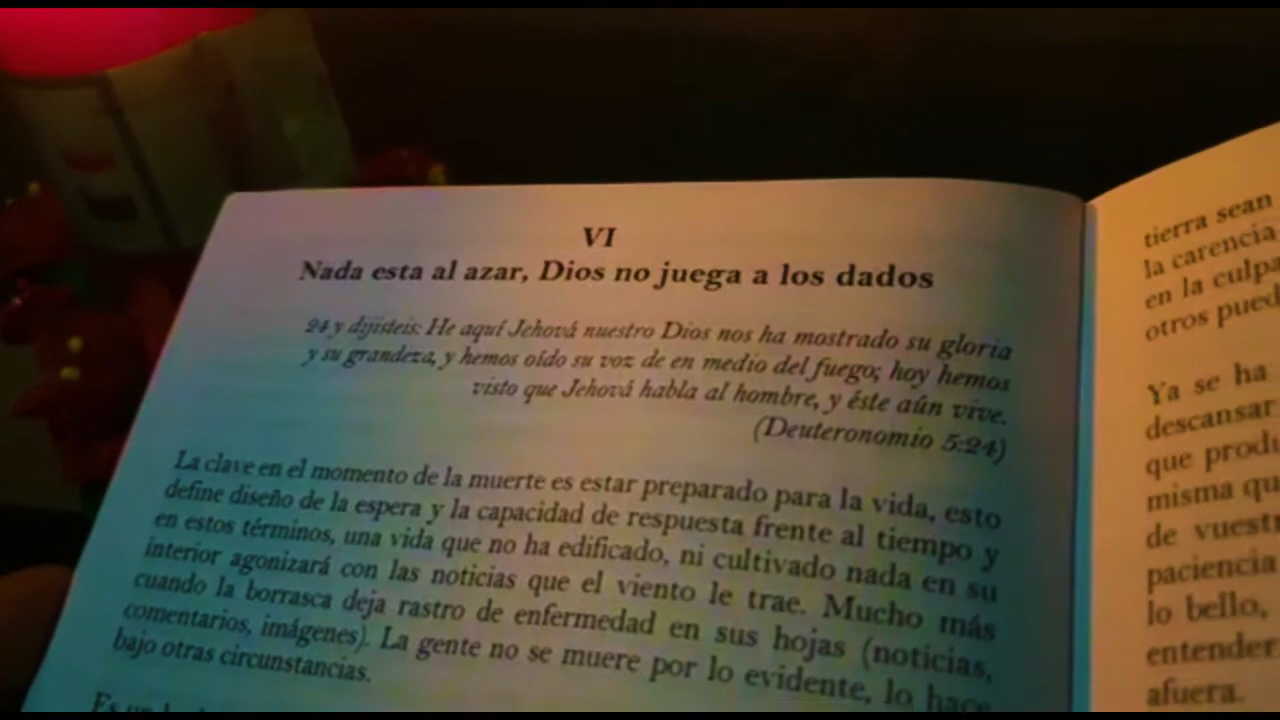 VI
Nada esta al azar, Dios no juega a los dados
24 y dijisteis: He aquí Jehová nuestro Dios nos ha mostrado su gloria
y su grandeza, y hemos oído su voz de en medio del fuego; hoy hemos
visto que Jehová habla al hombre, y éste aún vive.
(Deuteronomio 5:24)
La clave en el momento de la muerte es estar preparado para la vida, esto
define diseño de la espera y la capacidad de respuesta frente al tiempo y
en estos términos, una vida que no ha edificado, ni cultivado nada en su
interior agonizará con las noticias que el viento le trae. Mucho más
cuando la borrasca deja rastro de enfermedad en sus hojas (noticias,
comentarios, imágenes). La gente no se muere por lo evidente, lo hace
bajo otras circunstancias.
Es un
tierra sean
la carencia
en la culpa
otros pued
Ya se ha
descansar
que produ
misma qu
de vuestr
paciencia
lo bello,
entender
afuera.